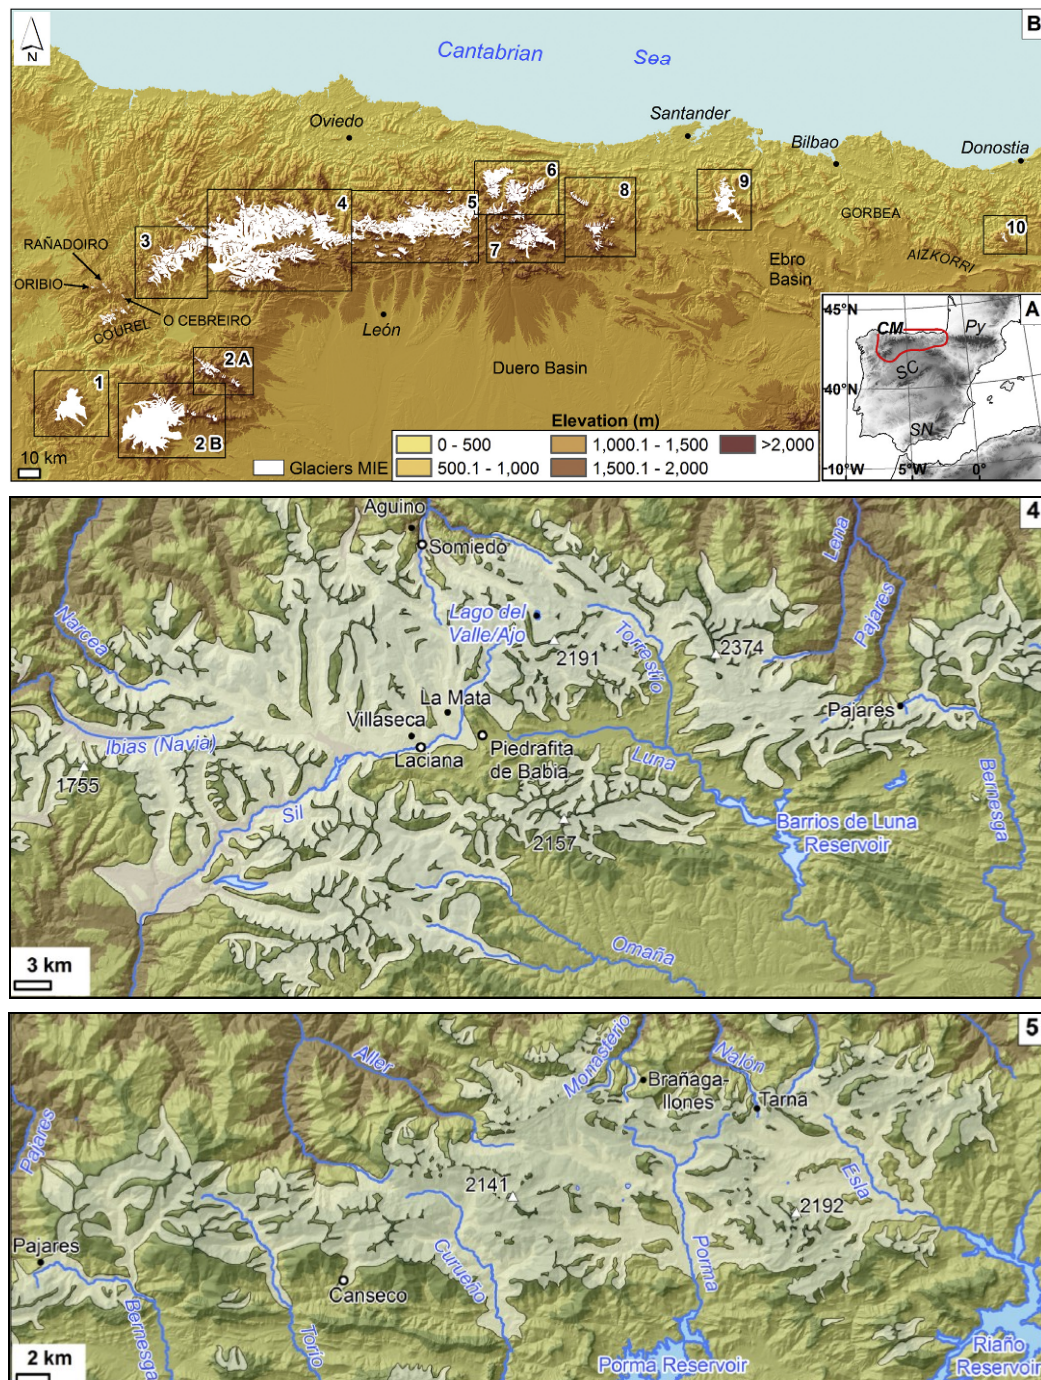 B
N
Cantabrian Sea
Oviedo
Santander
Bilbao
Donostia
6
4
5
8
9
3
7
10
GORBEA
RAÑADOIRO
AIZKORRI
ORIBIO
Ebro
Basin
O CEBREIRO
COUREL
León
2 A
1
Duero Basin
2 B
A
45°N
CM
Py
SC
40°N
SN
10°W
5°W
0°
Elevation (m)
0 - 500
1,000.1 - 1,500
>2,000
Glaciers MIE
500.1 - 1,000
1,500.1 - 2,000
10 km
4
Aguino
Somiedo
Lena
Narcea
Lago del
Valle/Ajo
Pajares
Torrestio
2191
2374
La Mata
Villaseca
Pajares
Ibias (Navia)
Laciana
Piedrafita
de Babia
Luna
1755
Bernesga
Sil
2157
Barrios de Luna
Reservoir
Omaña
3 km
5
Monasterio
Aller
Nalón
Brañaga-
llones
Tarna
Pajares
2141
Esla
2192
Pajares
Curueño
Porma
Canseco
Bernesga
Torio
Riaño
Reservoir
2 km
Porma Reservoir